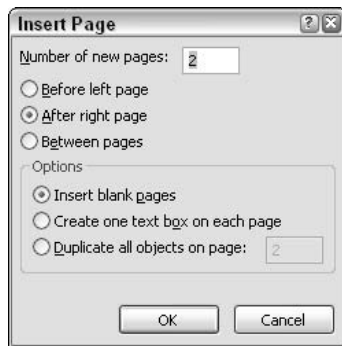 Insert Page
Number of new pages: 2
Before left page
After right page
Between pages
Options
Insert blank pages
Create one text box on each page
Duplicate all objects on page: 2
OK Cancel